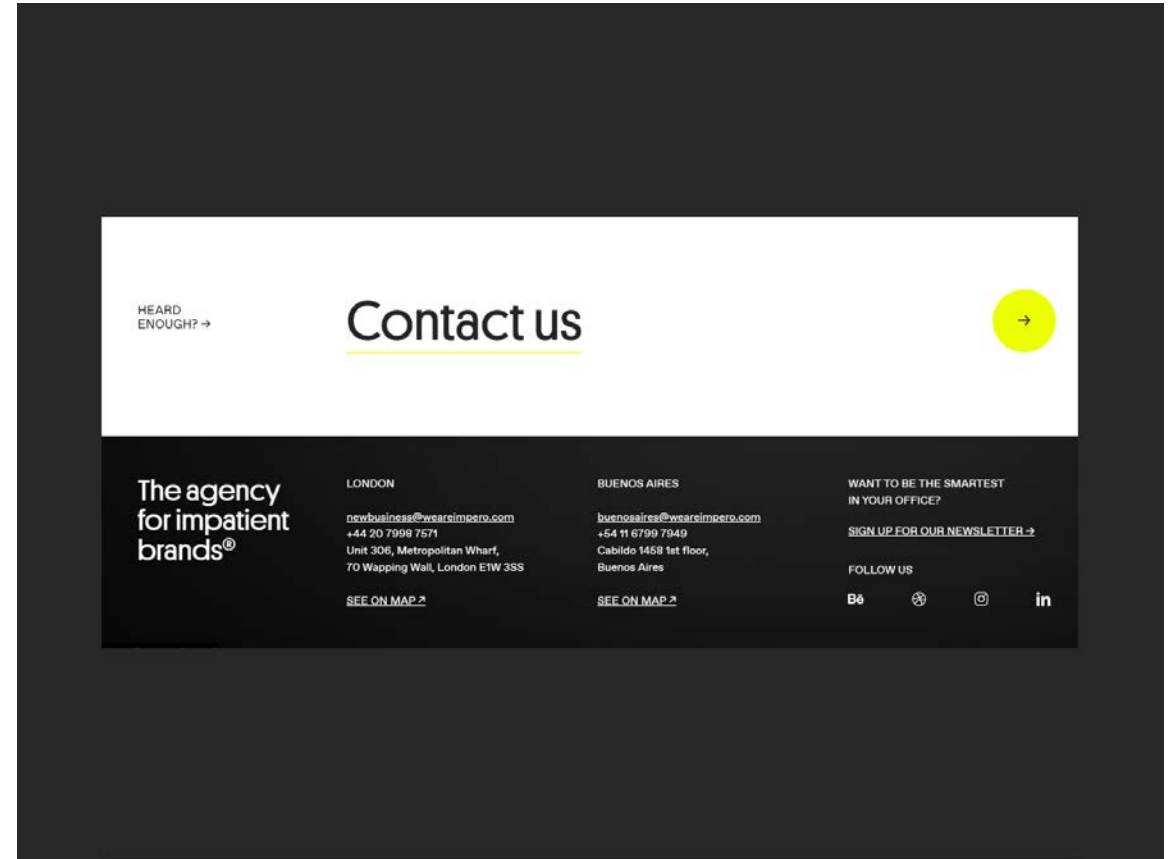 HEARD
ENOUGH? →
Contact us
→
The agency
for impatient
brands®
LONDON
newbusiness@weareimpero.com
+44 20 7998 7571
Unit 306, Metropolitan Wharf,
70 Wapping Wall, London E1W 3SS
SEE ON MAP ↗
BUENOS AIRES
buenosaires@weareimpero.com
+54 11 6799 7949
Cabildo 1458 1st floor,
Buenos Aires
SEE ON MAP ↗
WANT TO BE THE SMARTEST
IN YOUR OFFICE?
SIGN UP FOR OUR NEWSLETTER →
FOLLOW US
Bē
in